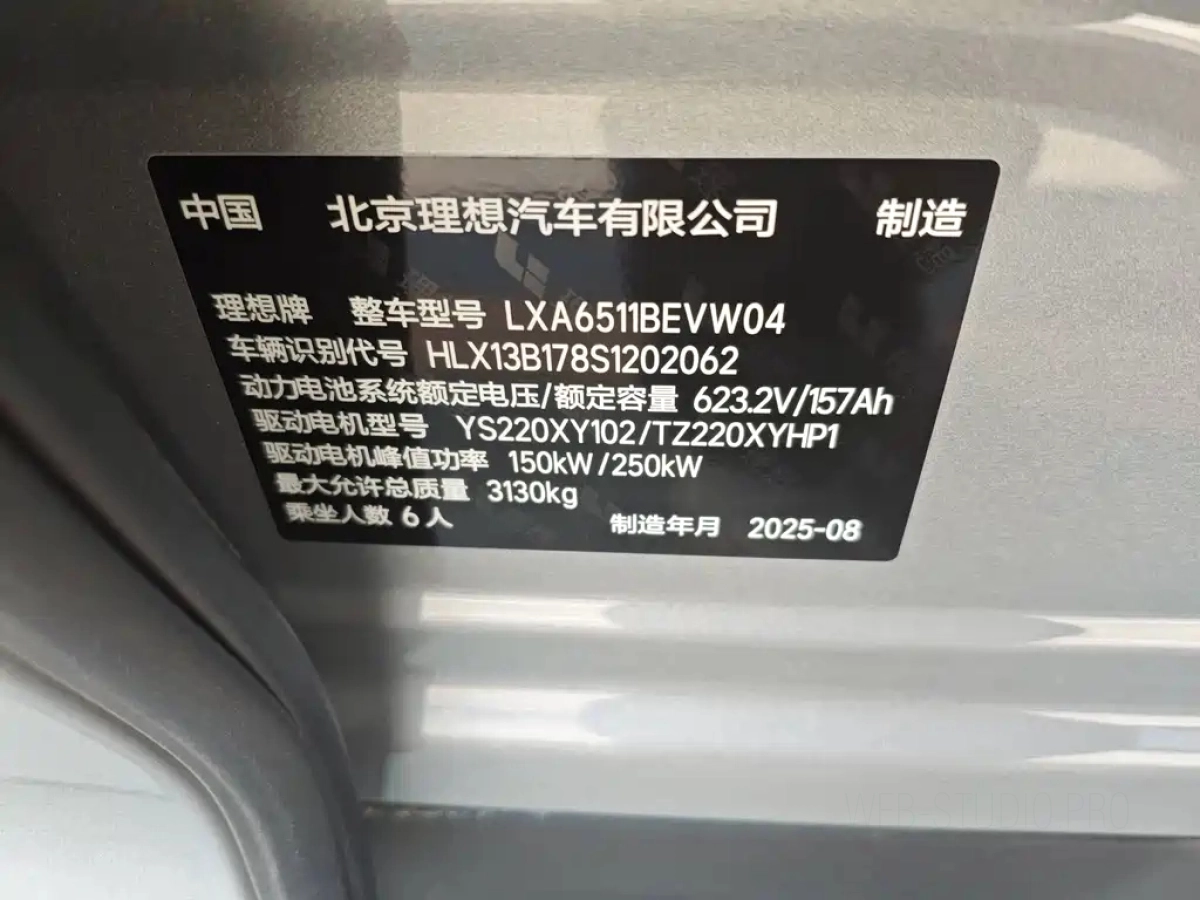 中国 北京理想汽车有限公司 制造
理想牌 整车型号 LXA6511BEVW04
车辆识别代号 HLX13B178S1202062
动力电池系统额定电压/额定容量 623.2V/157Ah
驱动电机型号 YS220XY102/TZ220XYHP1
驱动电机峰值功率 150kW/250kW
最大允许总质量 3130kg
乘坐人数 6人 制造年月 2025-08
WEB-STUDIO.PRO